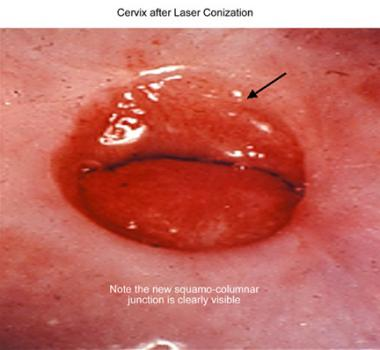 Cervix after Laser Conization
Note the new squamo-columnar
junction is clearly visible